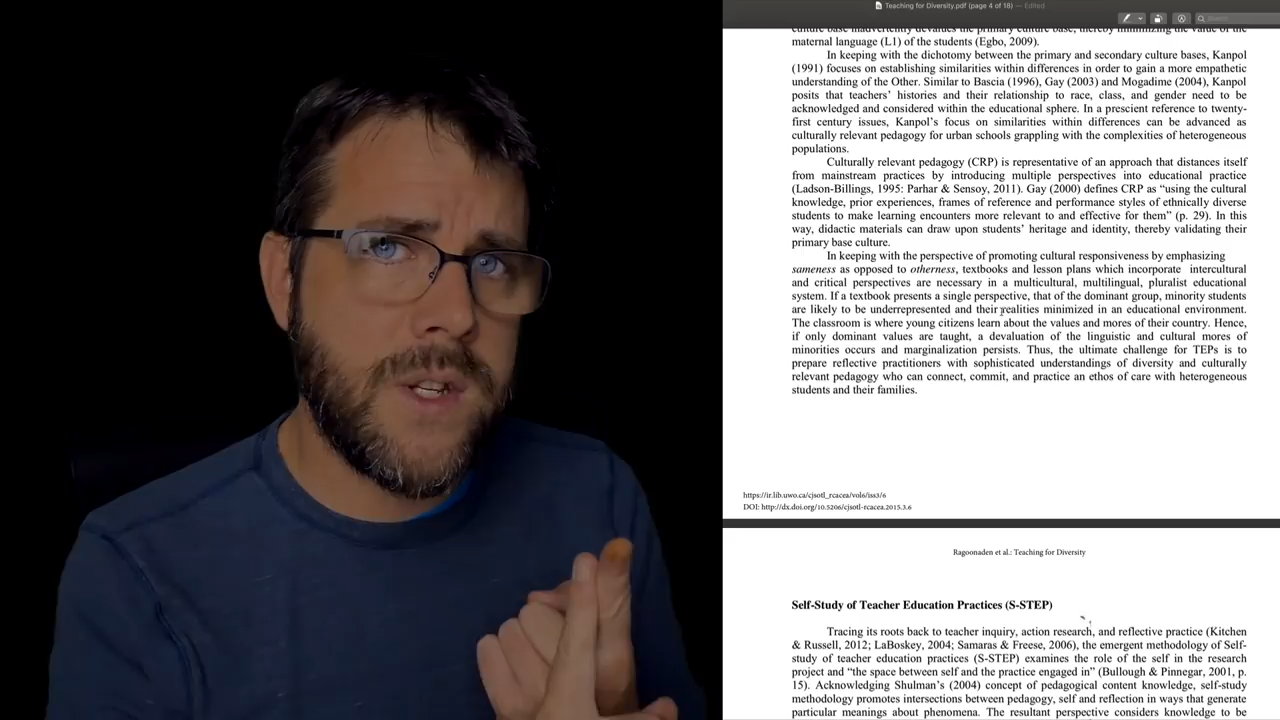 Teaching for Diversity.pdf (page 4 of 18) — Edited
Search
culture base inadvertently devalues the primary culture base, thereby minimizing the value of the
maternal language (L1) of the students (Egbo, 2009).
In keeping with the dichotomy between the primary and secondary culture bases, Kanpol
(1991) focuses on establishing similarities within differences in order to gain a more empathetic
understanding of the Other. Similar to Bascia (1996), Gay (2003) and Mogadime (2004), Kanpol
posits that teachers’ histories and their relationship to race, class, and gender need to be
acknowledged and considered within the educational sphere. In a prescient reference to twenty-
first century issues, Kanpol’s focus on similarities within differences can be advanced as
culturally relevant pedagogy for urban schools grappling with the complexities of heterogeneous
populations.
Culturally relevant pedagogy (CRP) is representative of an approach that distances itself
from mainstream practices by introducing multiple perspectives into educational practice
(Ladson-Billings, 1995: Parhar & Sensoy, 2011). Gay (2000) defines CRP as “using the cultural
knowledge, prior experiences, frames of reference and performance styles of ethnically diverse
students to make learning encounters more relevant to and effective for them” (p. 29). In this
way, didactic materials can draw upon students’ heritage and identity, thereby validating their
primary base culture.
In keeping with the perspective of promoting cultural responsiveness by emphasizing
sameness as opposed to otherness, textbooks and lesson plans which incorporate intercultural
and critical perspectives are necessary in a multicultural, multilingual, pluralist educational
system. If a textbook presents a single perspective, that of the dominant group, minority students
are likely to be underrepresented and their realities minimized in an educational environment.
The classroom is where young citizens learn about the values and mores of their country. Hence,
if only dominant values are taught, a devaluation of the linguistic and cultural mores of
minorities occurs and marginalization persists. Thus, the ultimate challenge for TEPs is to
prepare reflective practitioners with sophisticated understandings of diversity and culturally
relevant pedagogy who can connect, commit, and practice an ethos of care with heterogeneous
students and their families.
https://ir.lib.uwo.ca/cjsotl_rcacea/vol6/iss3/6
DOI: http://dx.doi.org/10.5206/cjsotl-rcacea.2015.3.6
Ragoonaden et al.: Teaching for Diversity
Self-Study of Teacher Education Practices (S-STEP)
Tracing its roots back to teacher inquiry, action research, and reflective practice (Kitchen
& Russell, 2012; LaBoskey, 2004; Samaras & Freese, 2006), the emergent methodology of Self-
study of teacher education practices (S-STEP) examines the role of the self in the research
project and “the space between self and the practice engaged in” (Bullough & Pinnegar, 2001, p.
15). Acknowledging Shulman’s (2004) concept of pedagogical content knowledge, self-study
methodology promotes intersections between pedagogy, self and reflection in ways that generate
particular meanings about phenomena. The resultant perspective considers knowledge to be